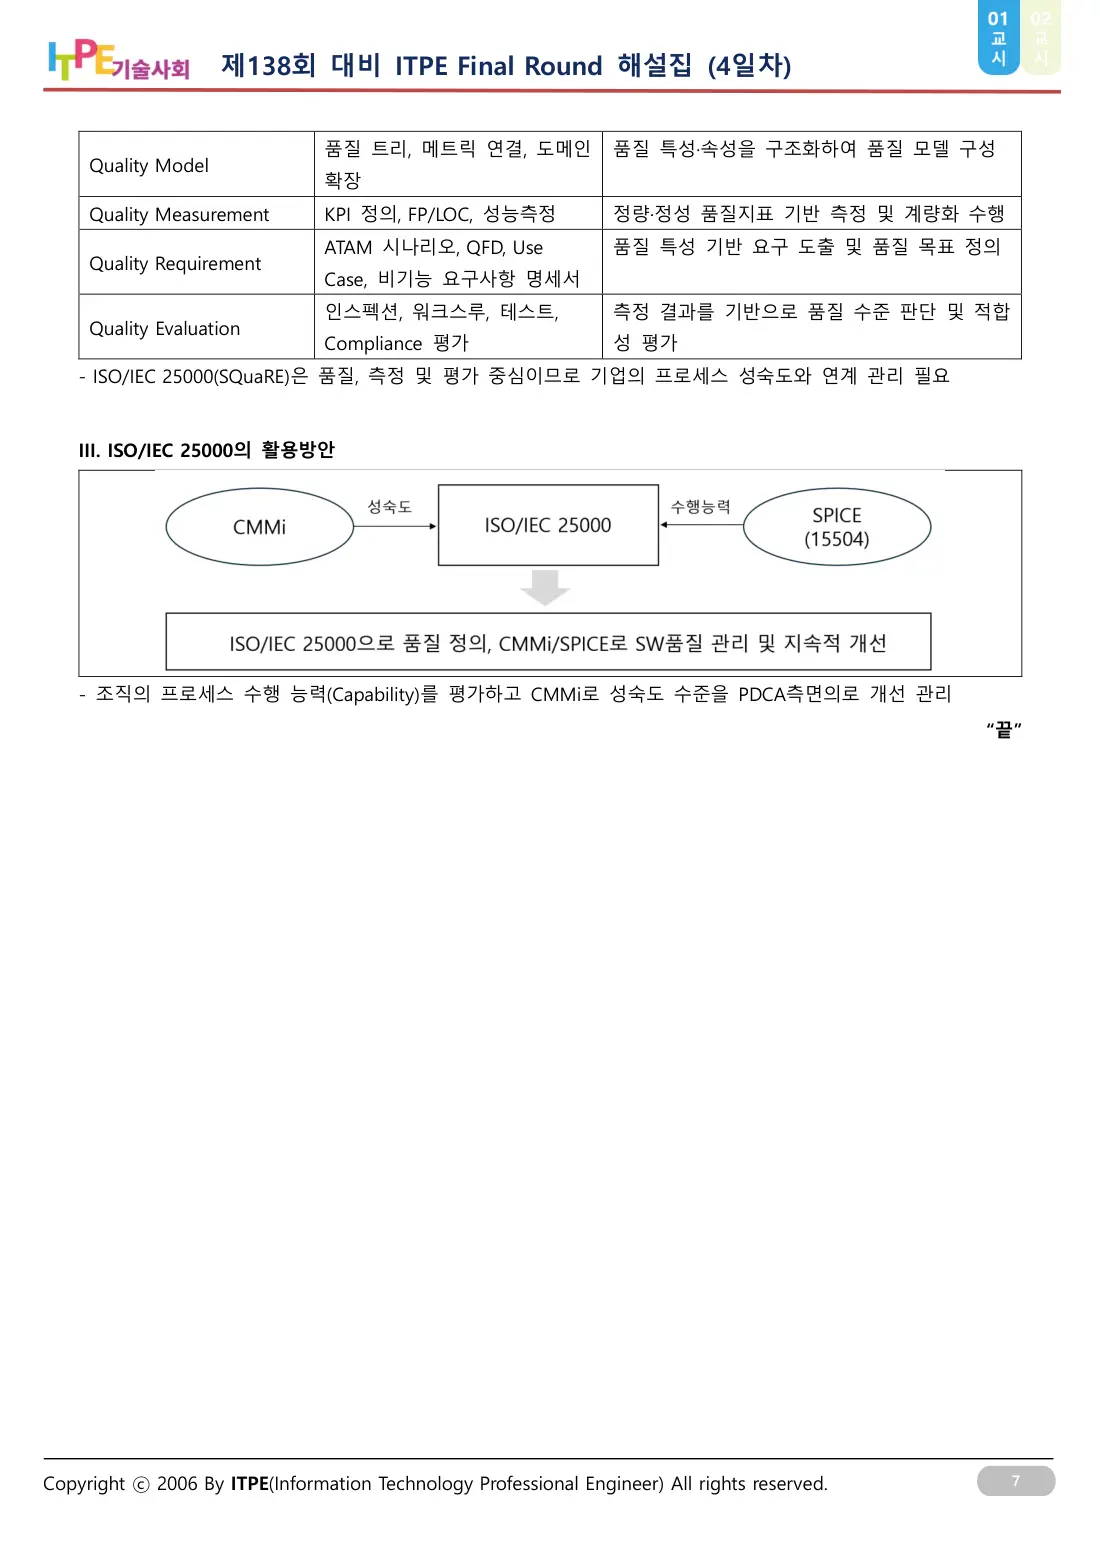 ITPE기술사회 제138회 대비 ITPE Final Round 해설집 (4일차)
01 교시
02 교시
Quality Model
품질 트리, 메트릭 연결, 도메인
확장
품질 특성·속성을 구조화하여 품질 모델 구성
Quality Measurement
KPI 정의, FP/LOC, 성능측정
정량·정성 품질지표 기반 측정 및 계량화 수행
Quality Requirement
ATAM 시나리오, QFD, Use
Case, 비기능 요구사항 명세서
품질 특성 기반 요구 도출 및 품질 목표 정의
Quality Evaluation
인스펙션, 워크스루, 테스트,
Compliance 평가
측정 결과를 기반으로 품질 수준 판단 및 적합
성 평가
- ISO/IEC 25000(SQuaRE)은 품질, 측정 및 평가 중심이므로 기업의 프로세스 성숙도와 연계 관리 필요
III. ISO/IEC 25000의 활용방안
CMMi
성숙도
ISO/IEC 25000
수행능력
SPICE
(15504)
ISO/IEC 25000으로 품질 정의, CMMi/SPICE로 SW품질 관리 및 지속적 개선
- 조직의 프로세스 수행 능력(Capability)를 평가하고 CMMi로 성숙도 수준을 PDCA측면의로 개선 관리
“끝”
Copyright ⓒ 2006 By ITPE(Information Technology Professional Engineer) All rights reserved.
7